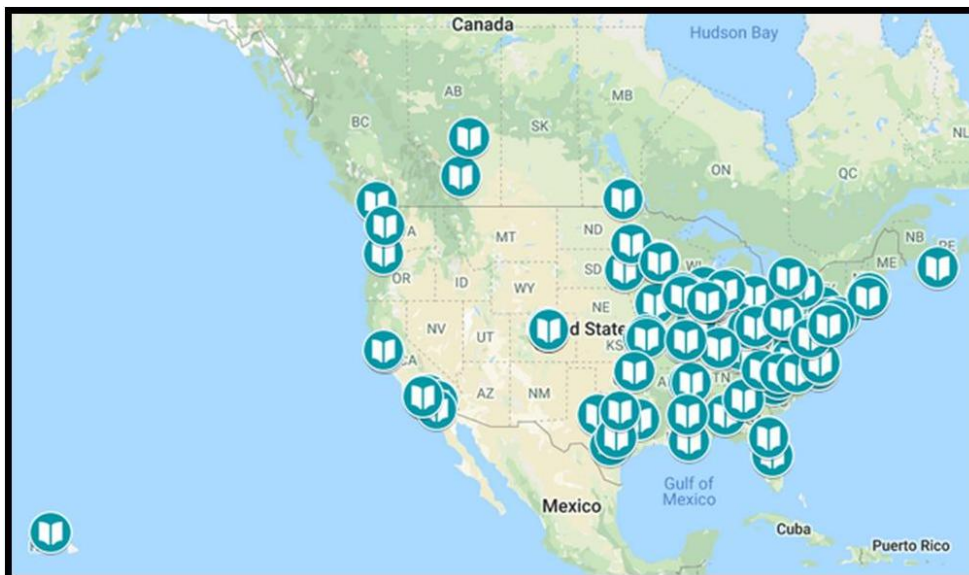 Canada
Hudson Bay
AB
MB
BC
SK
NL
ON
QC
NB
PE
ND
ME
MT
SD
OR
ID
WY
NE
NV
UT
KS
CA
TN
AZ
NM
Gulf of
Mexico
Mexico
Cuba
Puerto Rico